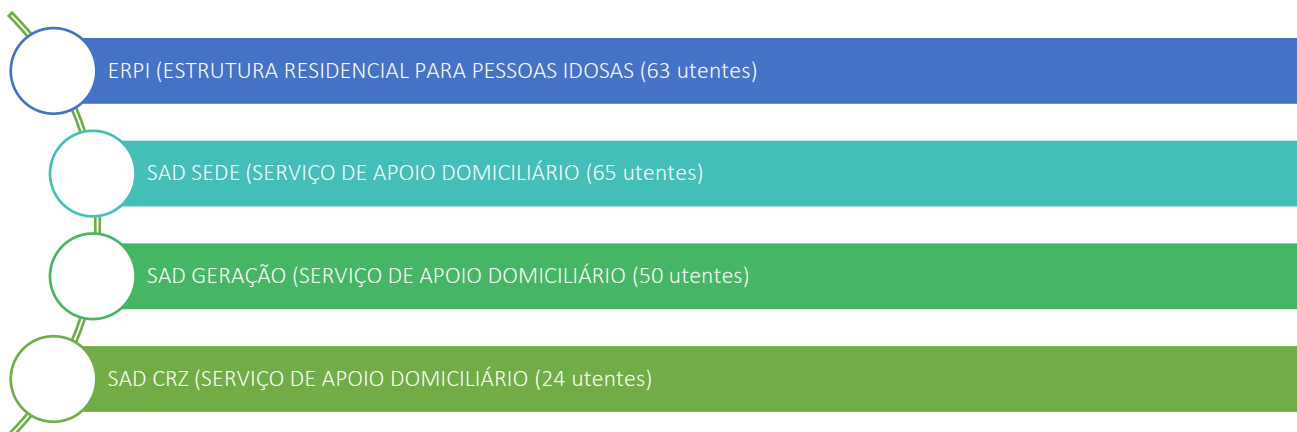 ERPI (ESTRUTURA RESIDENCIAL PARA PESSOAS IDOSAS (63 utentes)
SAD SEDE (SERVIÇO DE APOIO DOMICILIÁRIO (65 utentes)
SAD GERAÇÃO (SERVIÇO DE APOIO DOMICILIÁRIO (50 utentes)
SAD CRZ (SERVIÇO DE APOIO DOMICILIÁRIO (24 utentes)